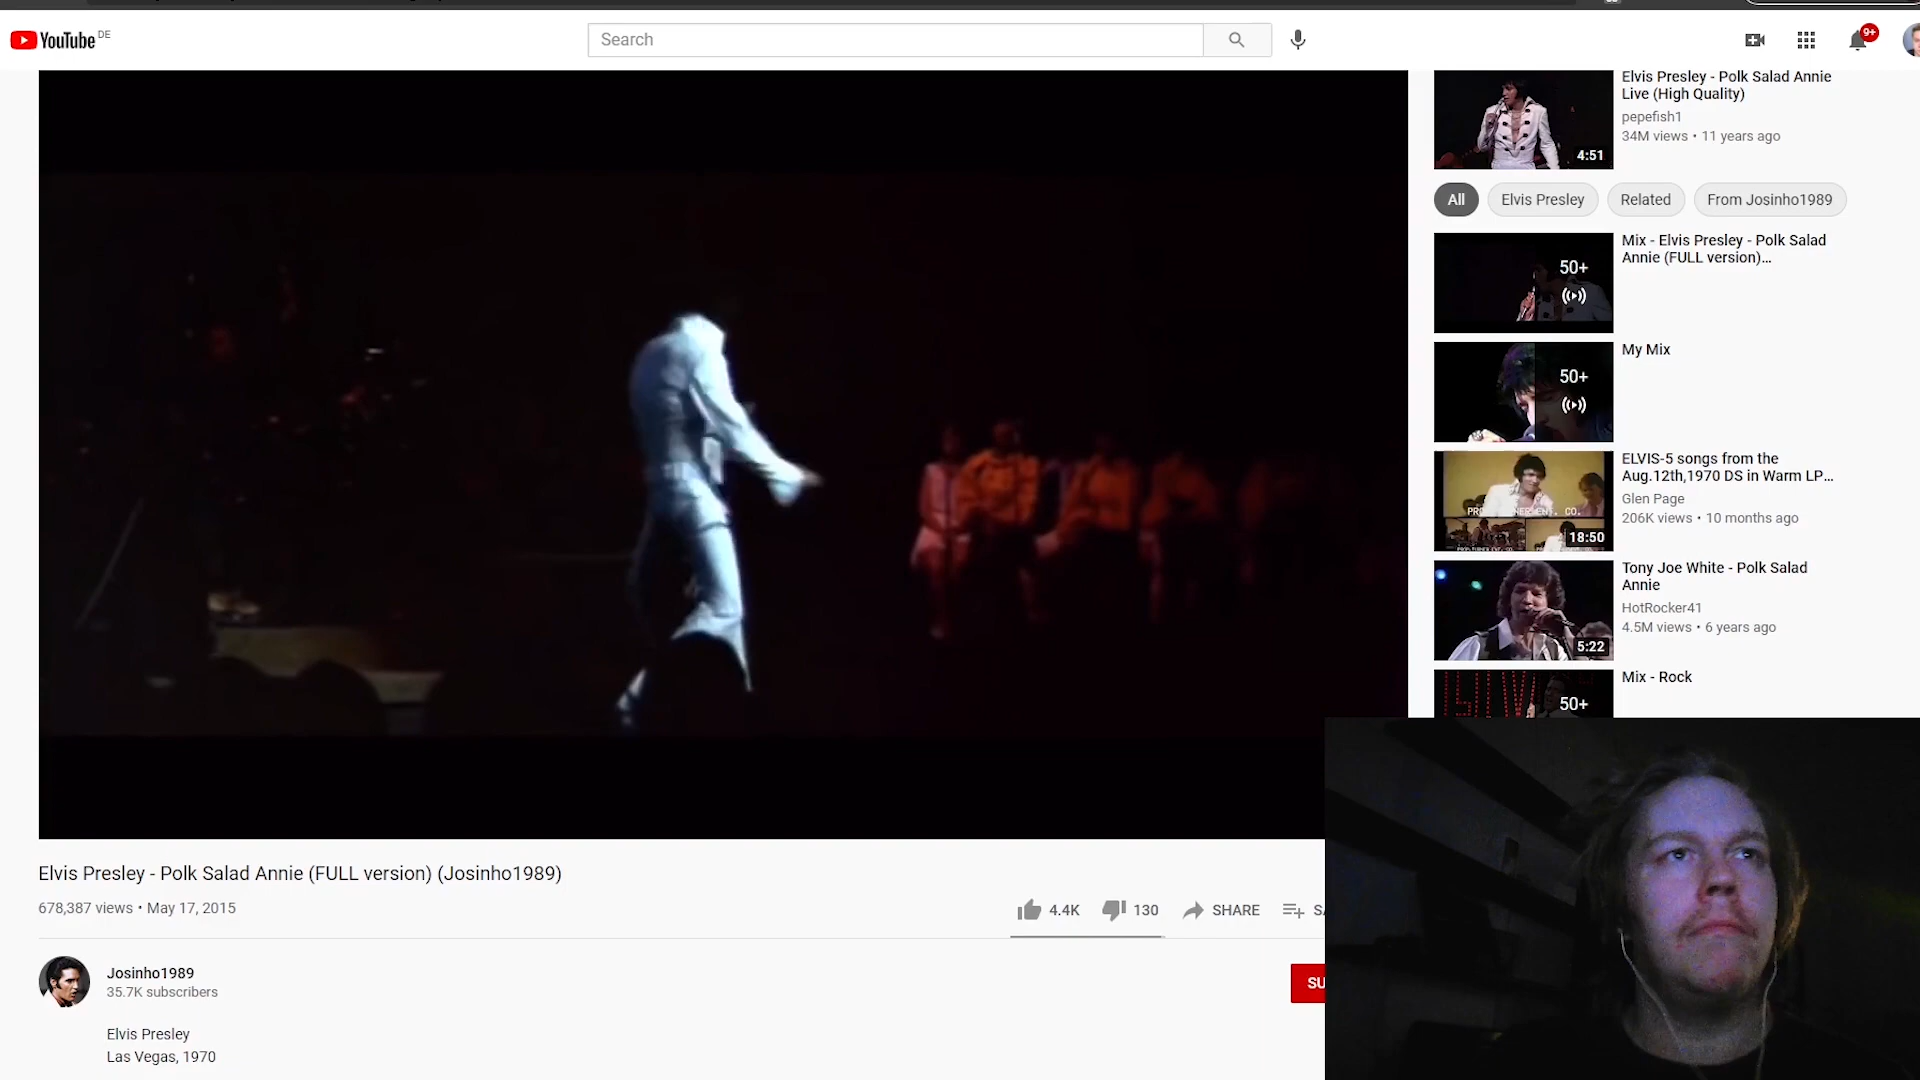 YouTube DE
Search
9+
Elvis Presley - Polk Salad Annie
Live (High Quality)
pepefish1
34M views • 11 years ago
4:51
All
Elvis Presley
Related
From Josinho1989
Mix - Elvis Presley - Polk Salad
Annie (FULL version)...
50+
My Mix
50+
ELVIS-5 songs from the
Aug.12th,1970 DS in Warm LP...
Glen Page
206K views • 10 months ago
18:50
Tony Joe White - Polk Salad
Annie
HotRocker41
4.5M views • 6 years ago
5:22
Mix - Rock
50+
Elvis Presley - Polk Salad Annie (FULL version) (Josinho1989)
678,387 views • May 17, 2015
4.4K
130
SHARE
SA
Josinho1989
35.7K subscribers
SU
Elvis Presley
Las Vegas, 1970